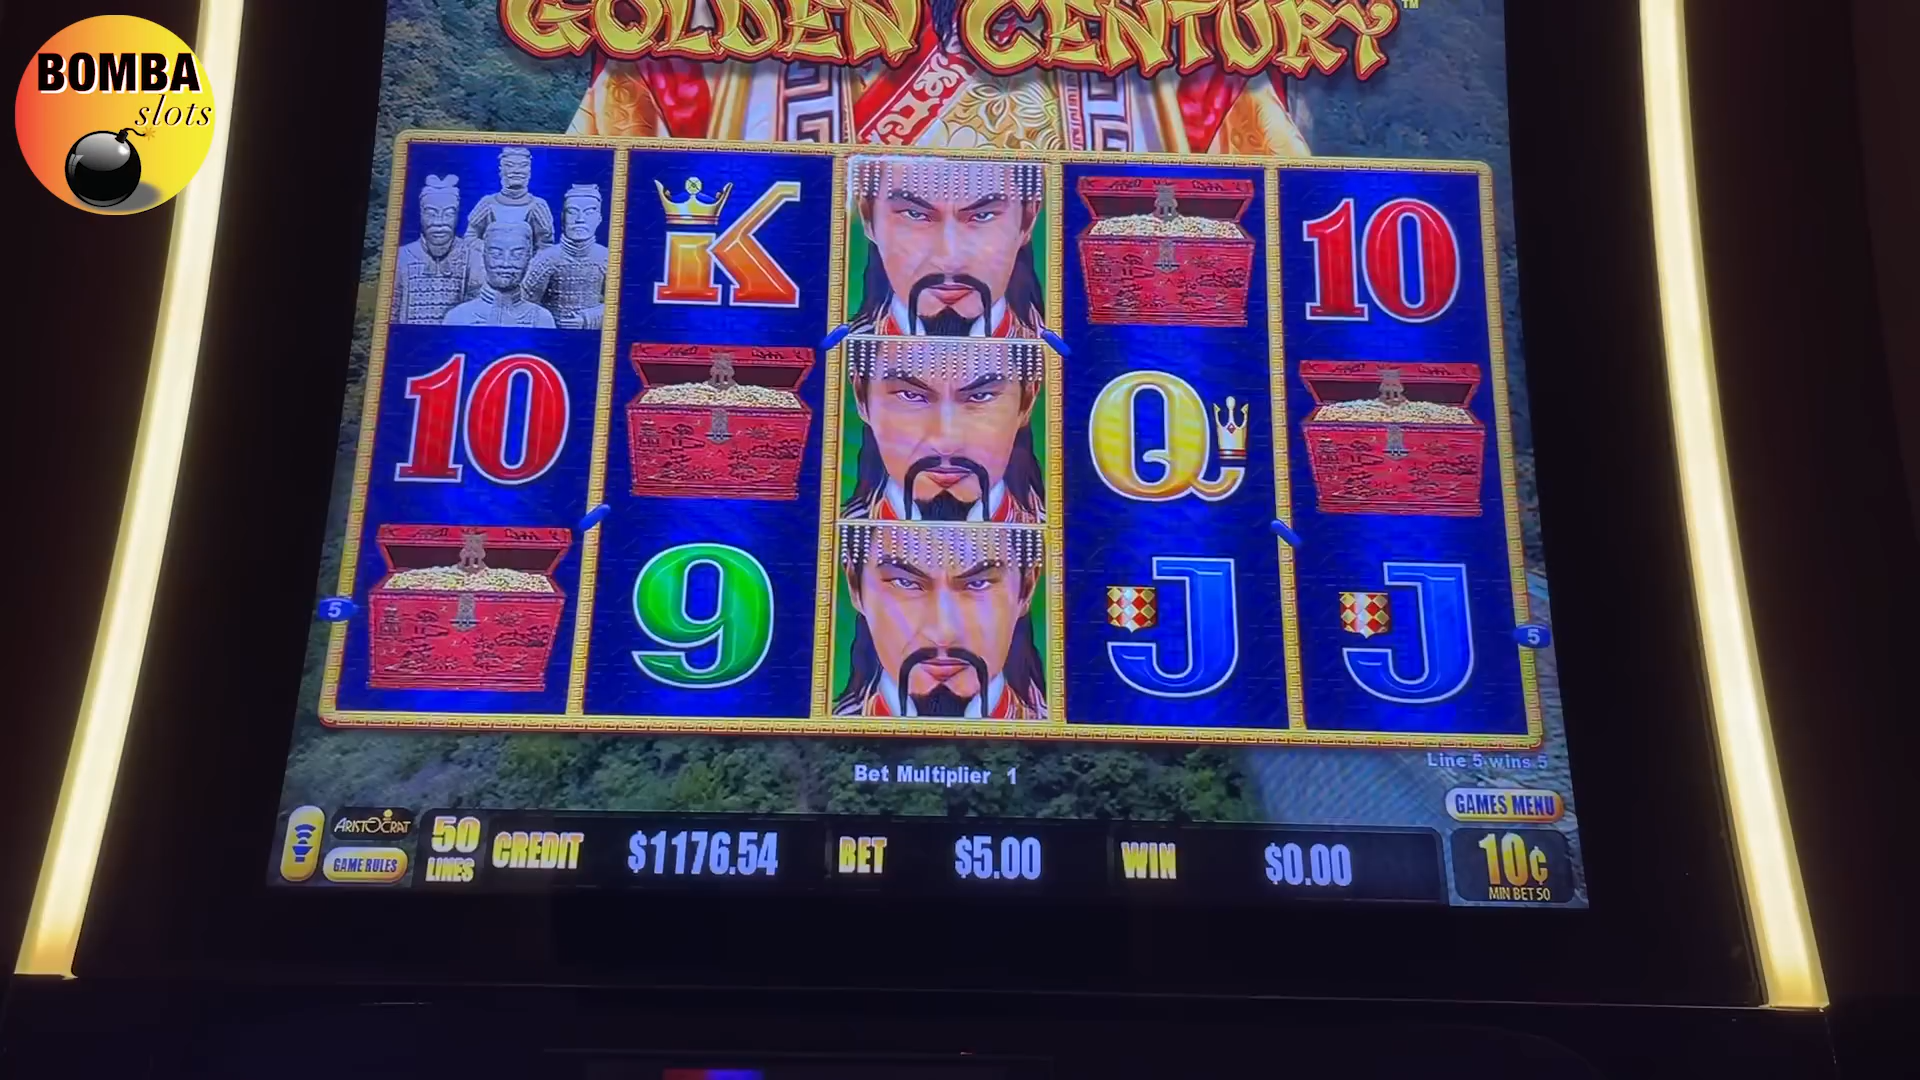 BOMBA
slots
GOLDEN CENTURY™
K
10
10
Q
5
9
J
J
5
Bet Multiplier 1
Line 5 wins 5
GAMES MENU
ARISTOCRAT
GAME RULES
50
LINES
CREDIT $1176.54 BET $5.00 WIN $0.00
10¢
MIN BET 50